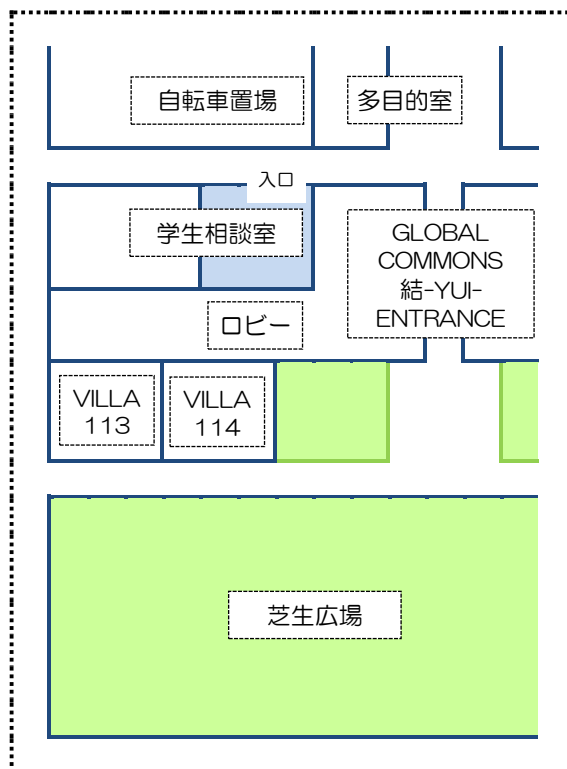 自転車置場
多目的室
入口
学生相談室
GLOBAL
COMMONS
結-YUI-
ENTRANCE
ロビー
VILLA
113
VILLA
114
芝生広場